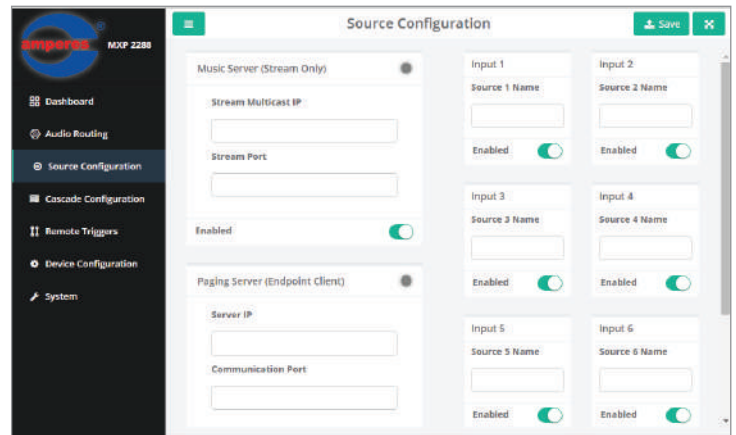 amperes
MXP 2288
Dashboard
Audio Routing
Source Configuration
Cascade Configuration
Remote Triggers
Device Configuration
System
Source Configuration
Save
Music Server (Stream Only)
Stream Multicast IP
Stream Port
Enabled
Paging Server (Endpoint Client)
Server IP
Communication Port
Input 1
Source 1 Name
Enabled
Input 2
Source 2 Name
Enabled
Input 3
Source 3 Name
Enabled
Input 4
Source 4 Name
Enabled
Input 5
Source 5 Name
Enabled
Input 6
Source 6 Name
Enabled